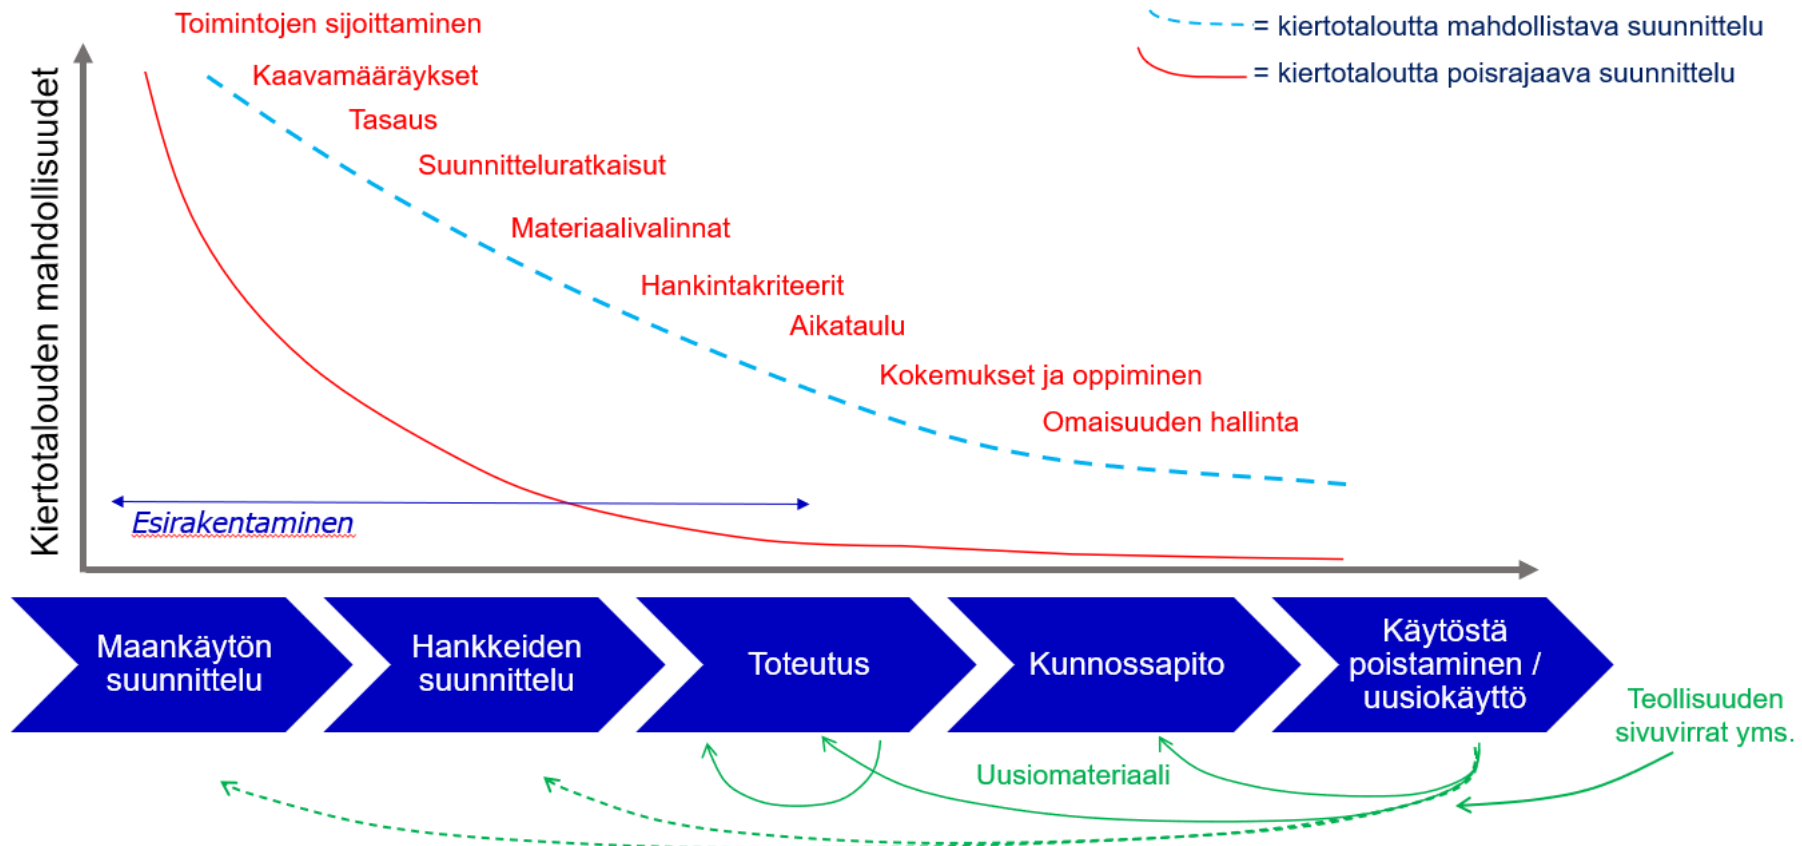 Toimintojen sijoittaminen
= kiertotaloutta mahdollistava suunnittelu
Kaavamääräykset
= kiertotaloutta poisrajaava suunnittelu
Tasaus
Suunnitteluratkaisut
Materiaalivalinnat
Hankintakriteerit
Aikataulu
Kokemukset ja oppiminen
Omaisuuden hallinta
Kiertotalouden mahdollisuudet
Esirakentaminen
Maankäytön
suunnittelu
Hankkeiden
suunnittelu
Toteutus
Kunnossapito
Käytöstä
poistaminen /
uusiokäyttö
Teollisuuden
sivuvirrat yms.
Uusiomateriaali